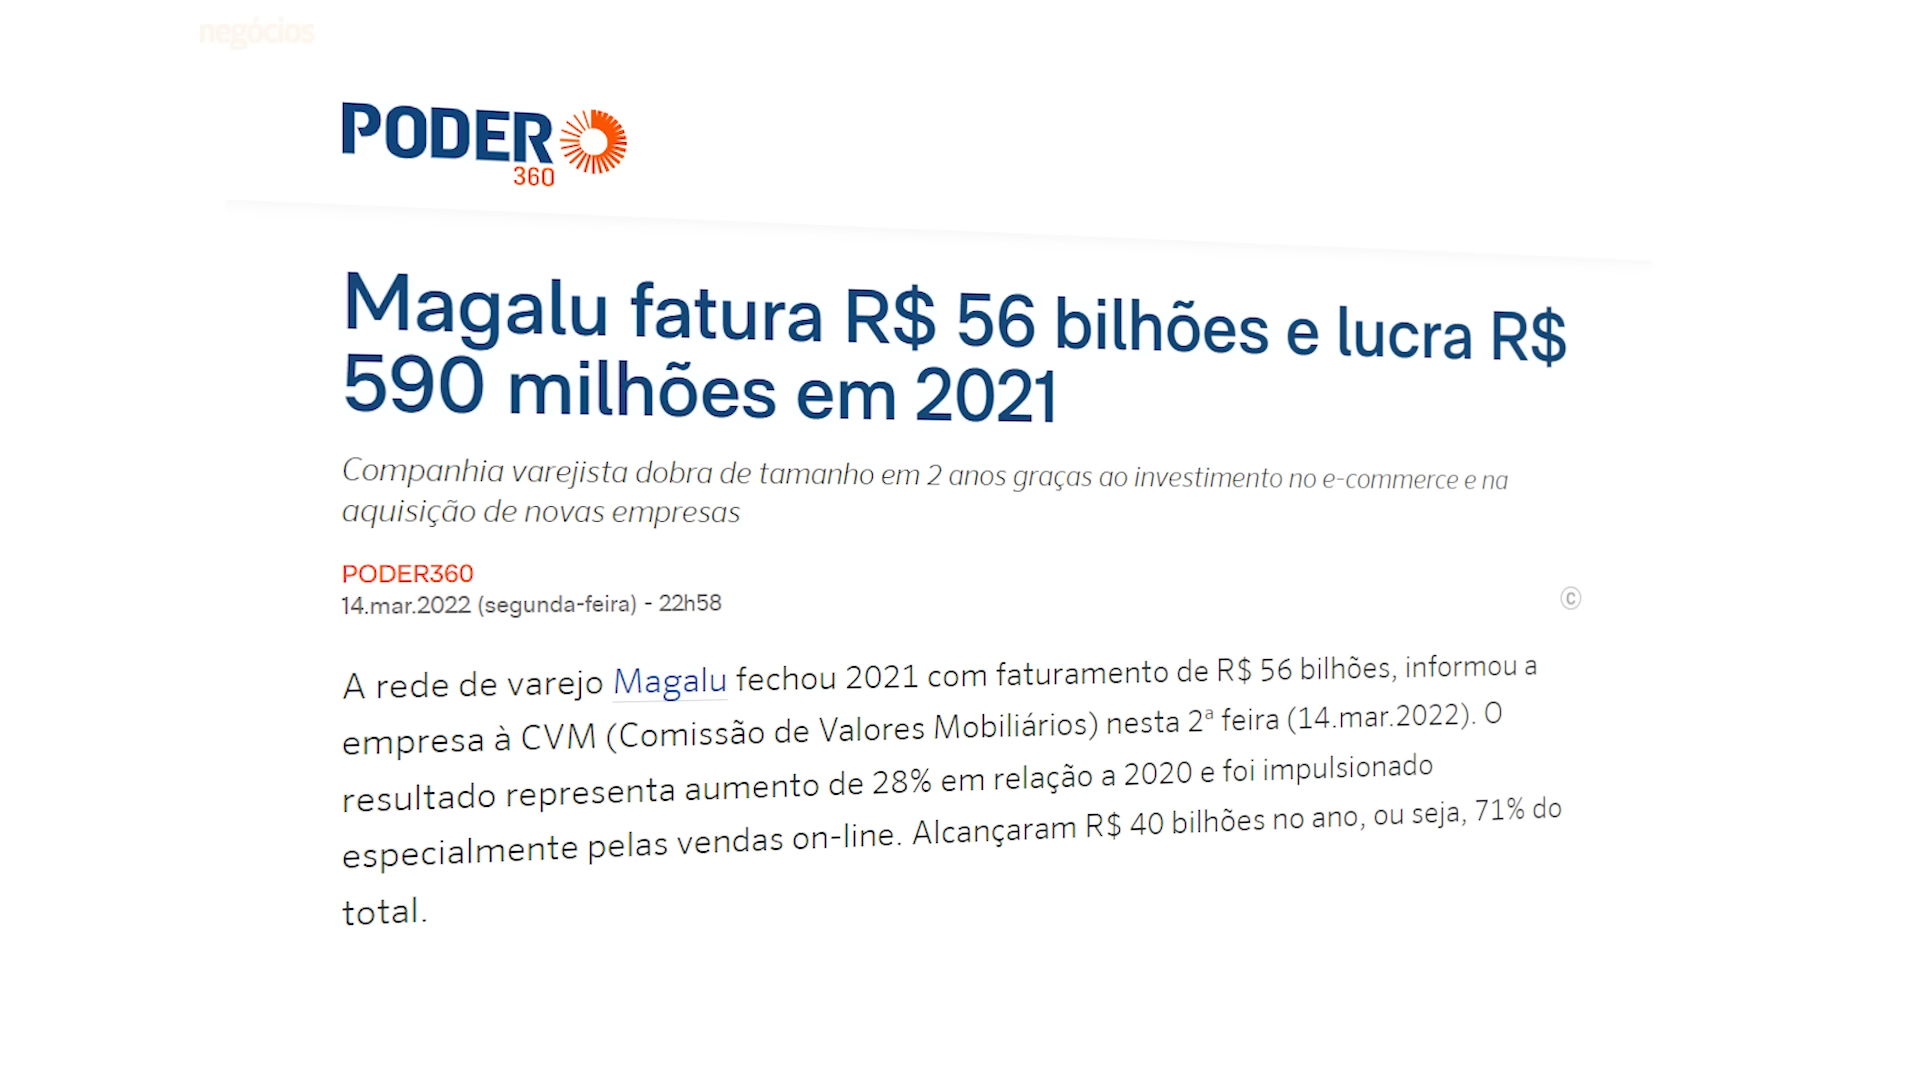 negócios
PODER
360
Magalu fatura R$ 56 bilhões e lucra R$
590 milhões em 2021
Companhia varejista dobra de tamanho em 2 anos graças ao investimento no e-commerce e na
aquisição de novas empresas
PODER360
14.mar.2022 (segunda-feira) - 22h58
©
A rede de varejo Magalu fechou 2021 com faturamento de R$ 56 bilhões, informou a
empresa à CVM (Comissão de Valores Mobiliários) nesta 2ª feira (14.mar.2022). O
resultado representa aumento de 28% em relação a 2020 e foi impulsionado
especialmente pelas vendas on-line. Alcançaram R$ 40 bilhões no ano, ou seja, 71% do
total.